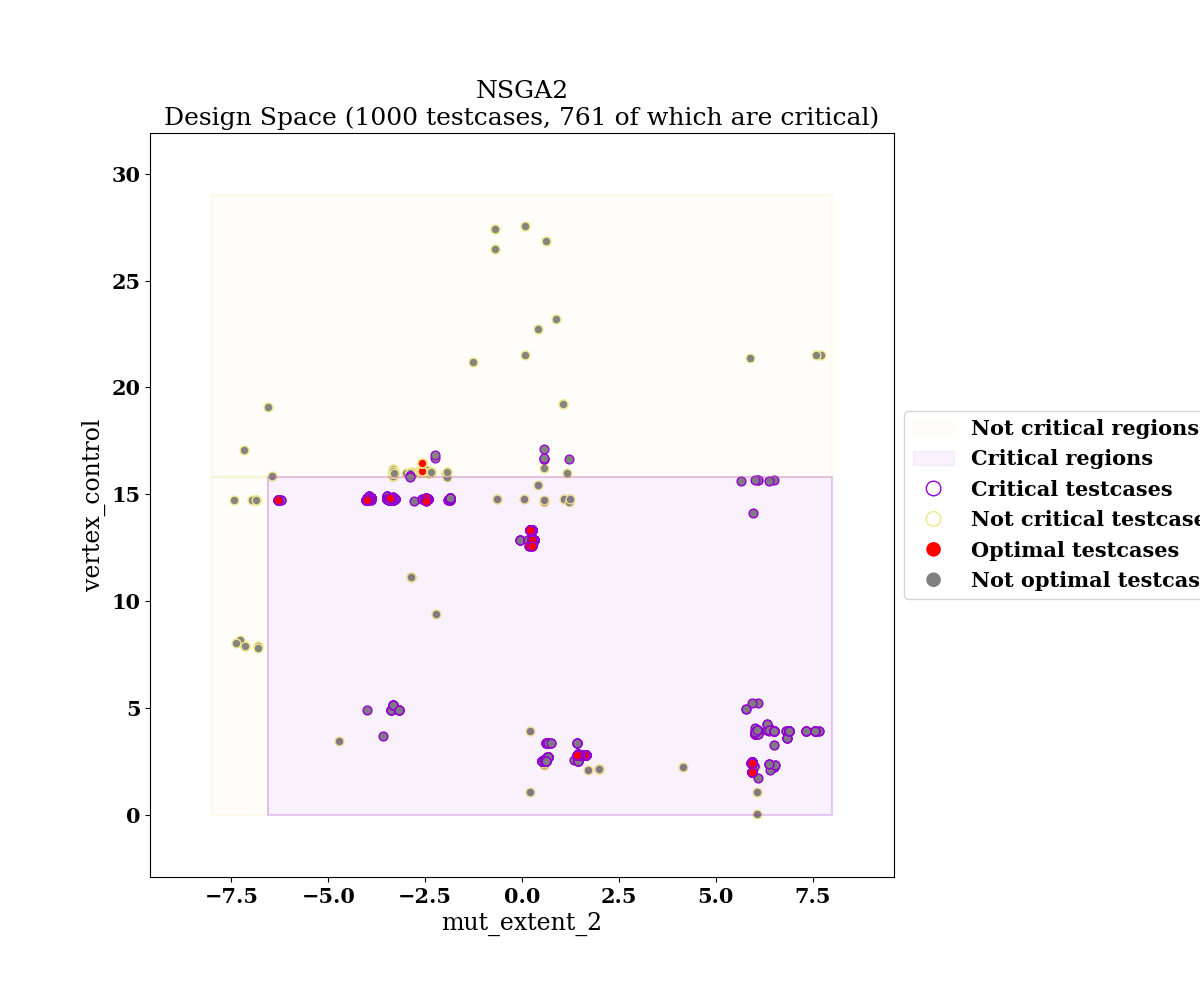 NSGA2
Design Space (1000 testcases, 761 of which are critical)
30
25
20
15
10
5
0
vertex_control
−7.5
−5.0
−2.5
0.0
2.5
5.0
7.5
mut_extent_2
Not critical regions
Critical regions
Critical testcases
Not critical testcase
Optimal testcases
Not optimal testcas